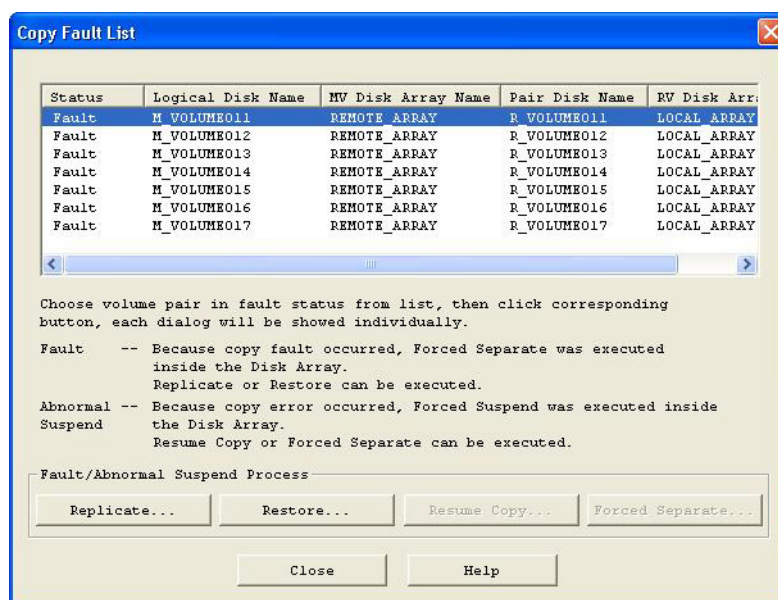 Copy Fault List
Status Logical Disk Name MV Disk Array Name Pair Disk Name RV Disk Arr
Fault M_VOLUME011 REMOTE_ARRAY R_VOLUME011 LOCAL_ARRAY
Fault M_VOLUME012 REMOTE_ARRAY R_VOLUME012 LOCAL_ARRAY
Fault M_VOLUME013 REMOTE_ARRAY R_VOLUME013 LOCAL_ARRAY
Fault M_VOLUME014 REMOTE_ARRAY R_VOLUME014 LOCAL_ARRAY
Fault M_VOLUME015 REMOTE_ARRAY R_VOLUME015 LOCAL_ARRAY
Fault M_VOLUME016 REMOTE_ARRAY R_VOLUME016 LOCAL_ARRAY
Fault M_VOLUME017 REMOTE_ARRAY R_VOLUME017 LOCAL_ARRAY
Choose volume pair in fault status from list, then click corresponding
button, each dialog will be showed individually.
Fault -- Because copy fault occurred, Forced Separate was executed
inside the Disk Array.
Replicate or Restore can be executed.
Abnormal -- Because copy error occurred, Forced Suspend was executed inside
Suspend the Disk Array.
Resume Copy or Forced Separate can be executed.
Fault/Abnormal Suspend Process
Replicate... Restore... Resume Copy... Forced Separate...
Close Help